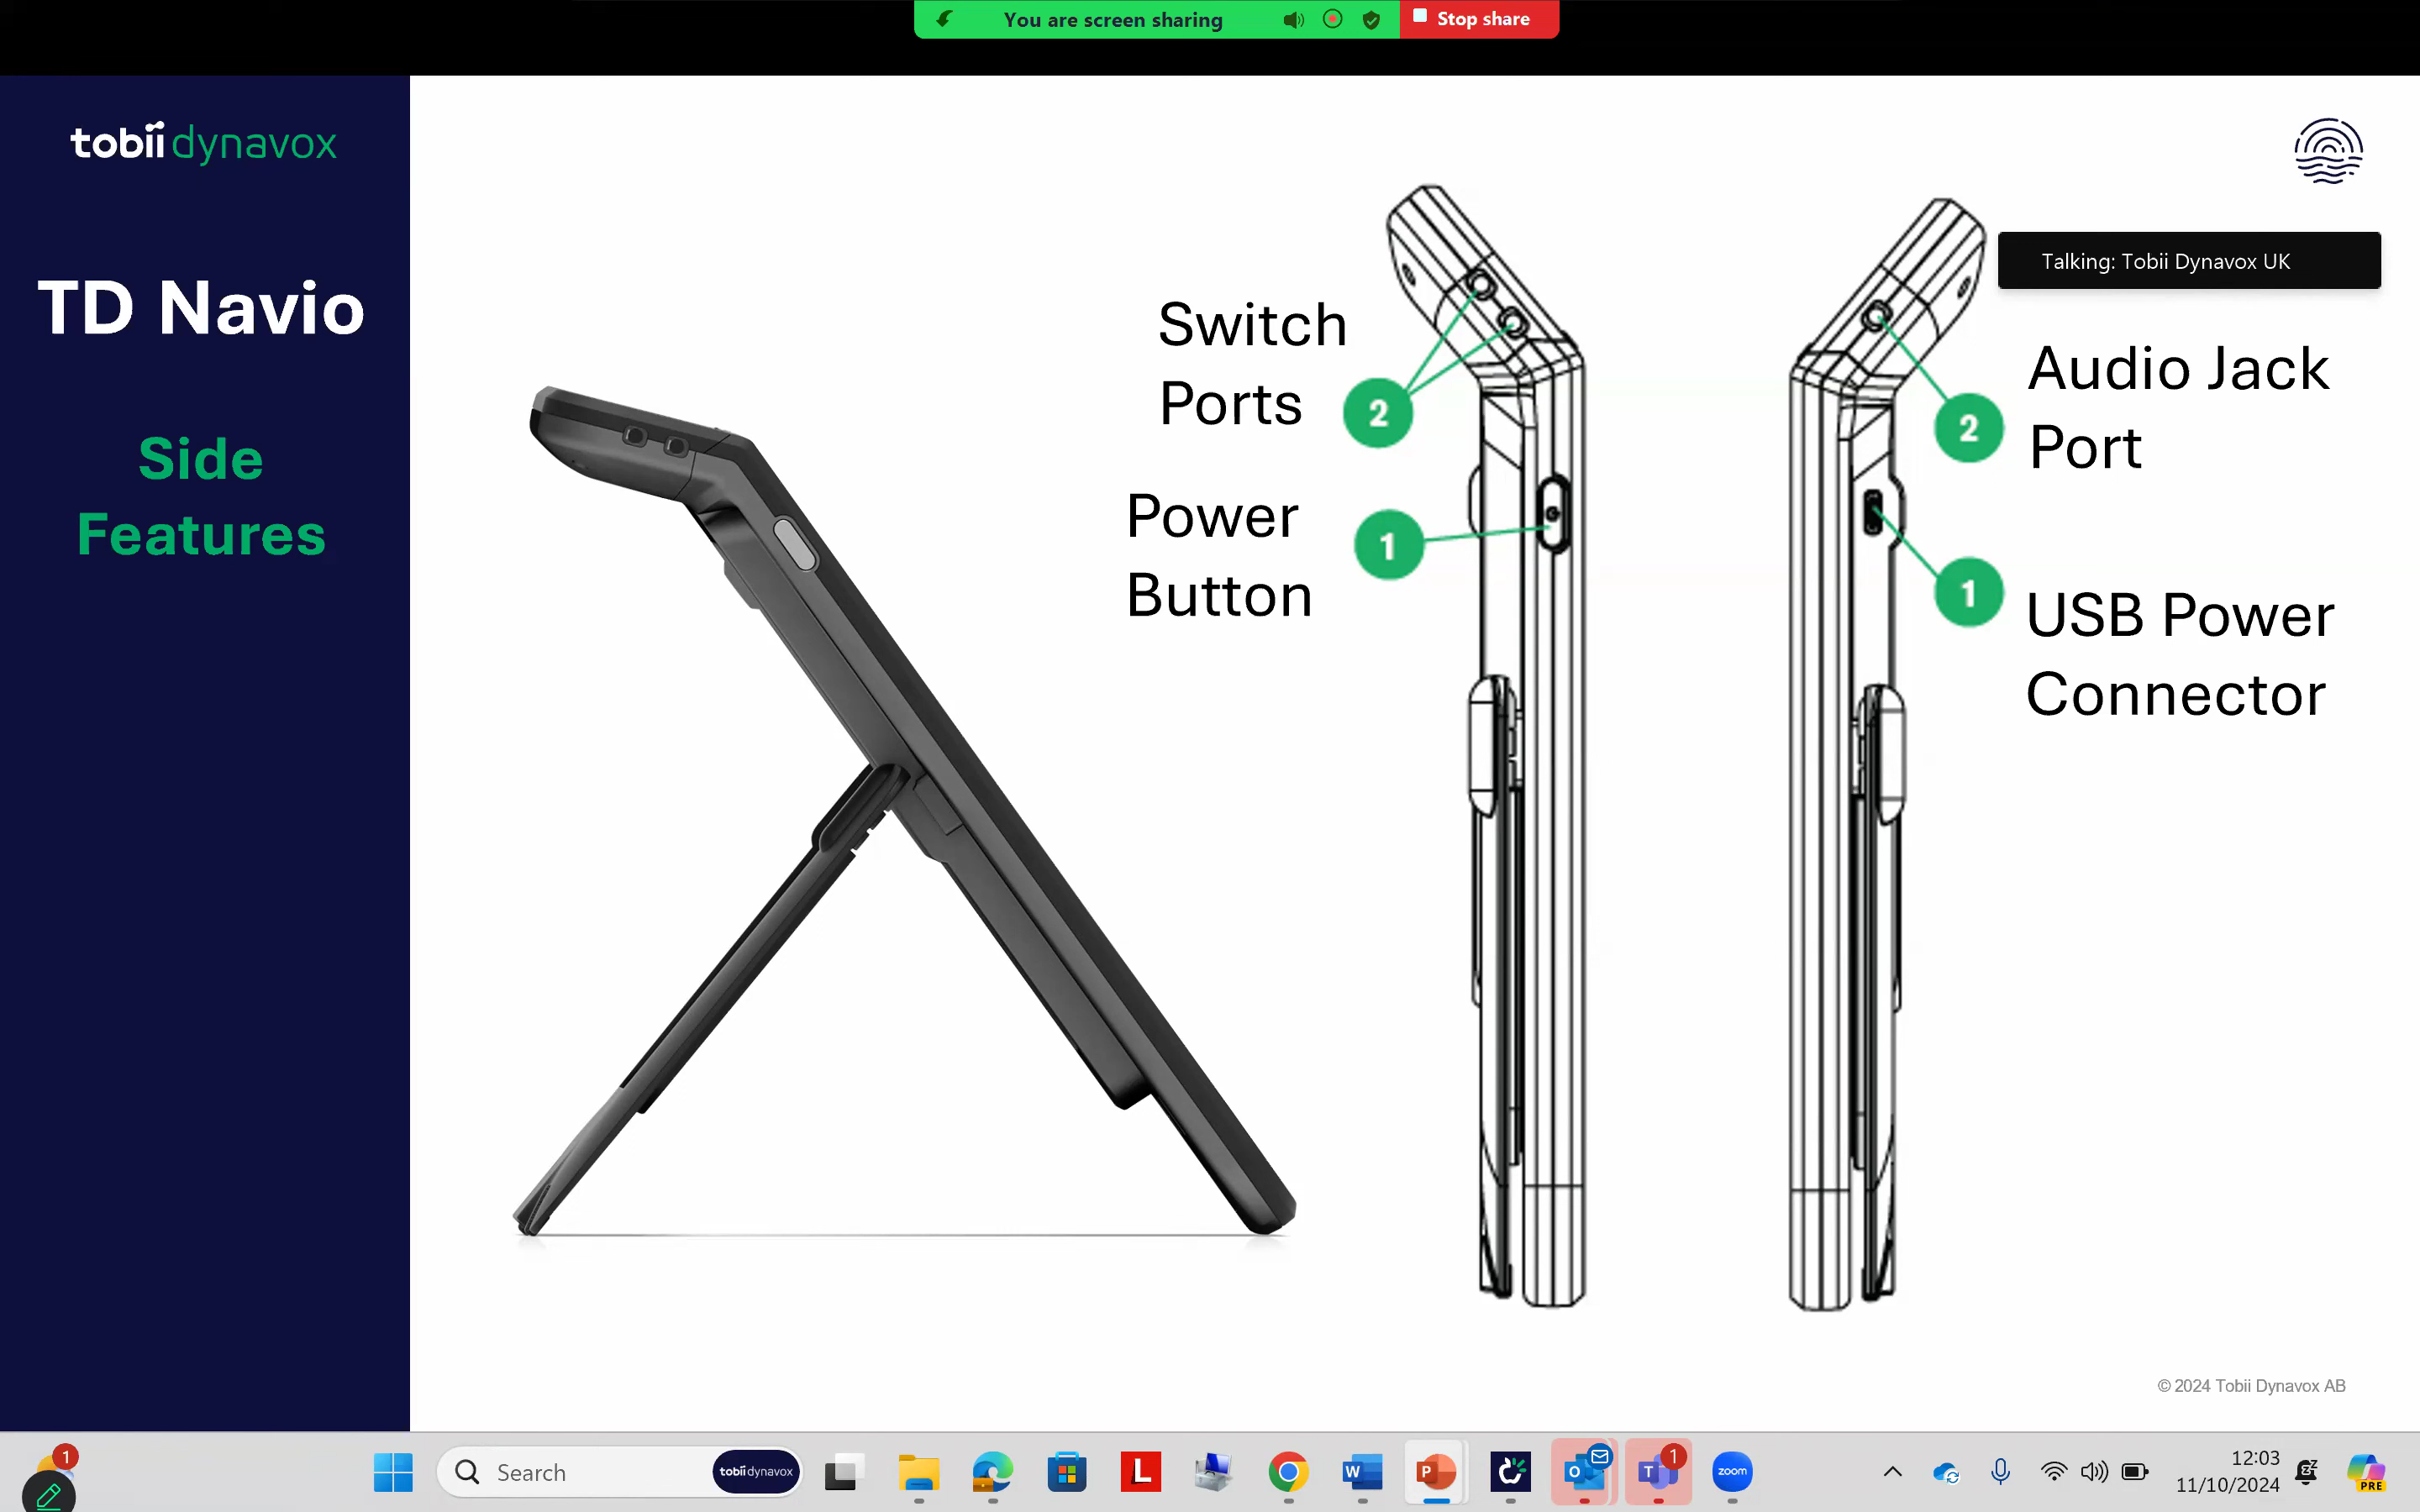 You are screen sharing
Stop share
tobii dynavox
TD Navio
Side
Features
Switch
Ports
2
Power
Button
1
Talking: Tobii Dynavox UK
Audio Jack
Port
2
1
USB Power
Connector
© 2024 Tobii Dynavox AB
1
Search
tobii dynavox
L
W
P
O
T
1
zoom
12:03
11/10/2024
PRE